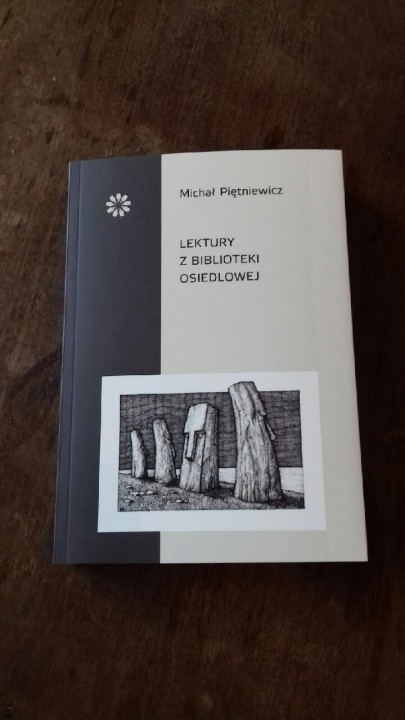 Michał Piętniewicz
LEKTURY
Z BIBLIOTEKI
OSIEDLOWEJ